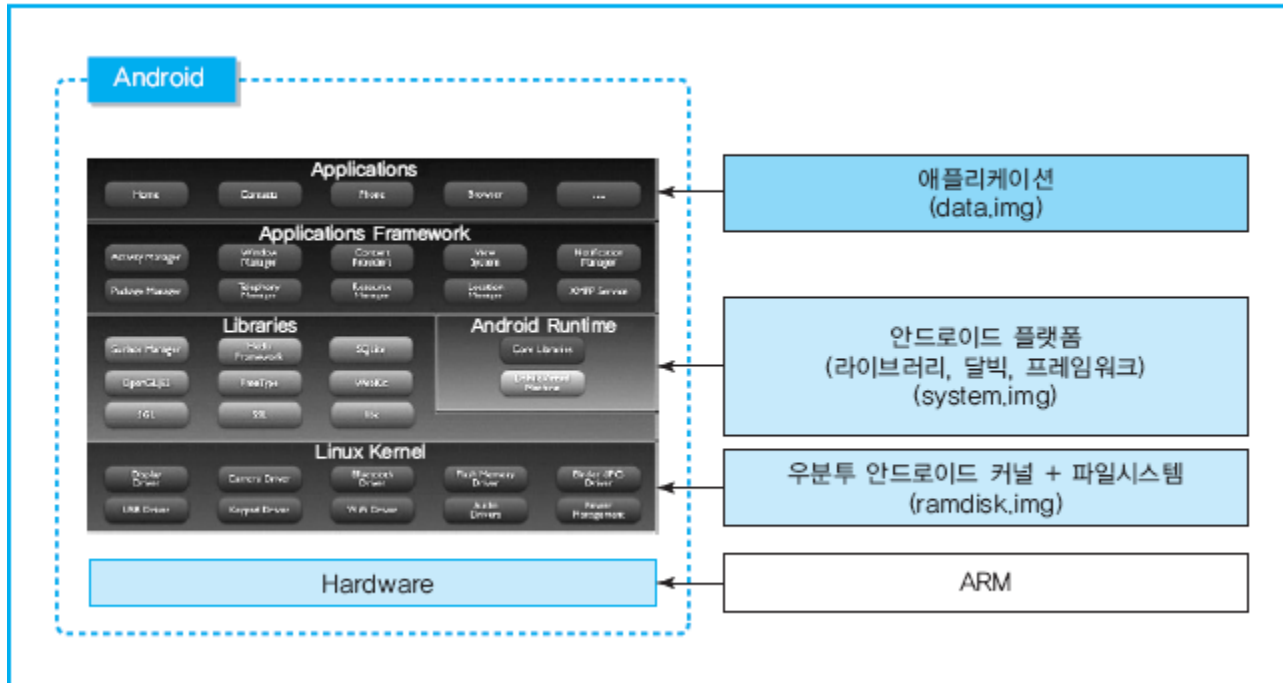 Android
Applications
Home
Contacts
Phone
Browser
...
애플리케이션
(data.img)
Applications Framework
Activity Manager
Window Manager
Content Providers
View System
Notification Manager
Package Manager
Telephony Manager
Resource Manager
Location Manager
XMPP Service
Libraries
Surface Manager
Media Framework
SQLite
OpenGL|ES
FreeType
WebKit
SGL
SSL
Android Runtime
Core Libraries
Machine
안드로이드 플랫폼
(라이브러리, 달빅, 프레임워크)
(system.img)
Linux Kernel
Display Driver
Camera Driver
Bluetooth Driver
Flash Memory Driver
Binder (IPC) Driver
USB Driver
Keypad Driver
WiFi Driver
Audio Drivers
Power Management
우분투 안드로이드 커널 + 파일시스템
(ramdisk.img)
Hardware
ARM